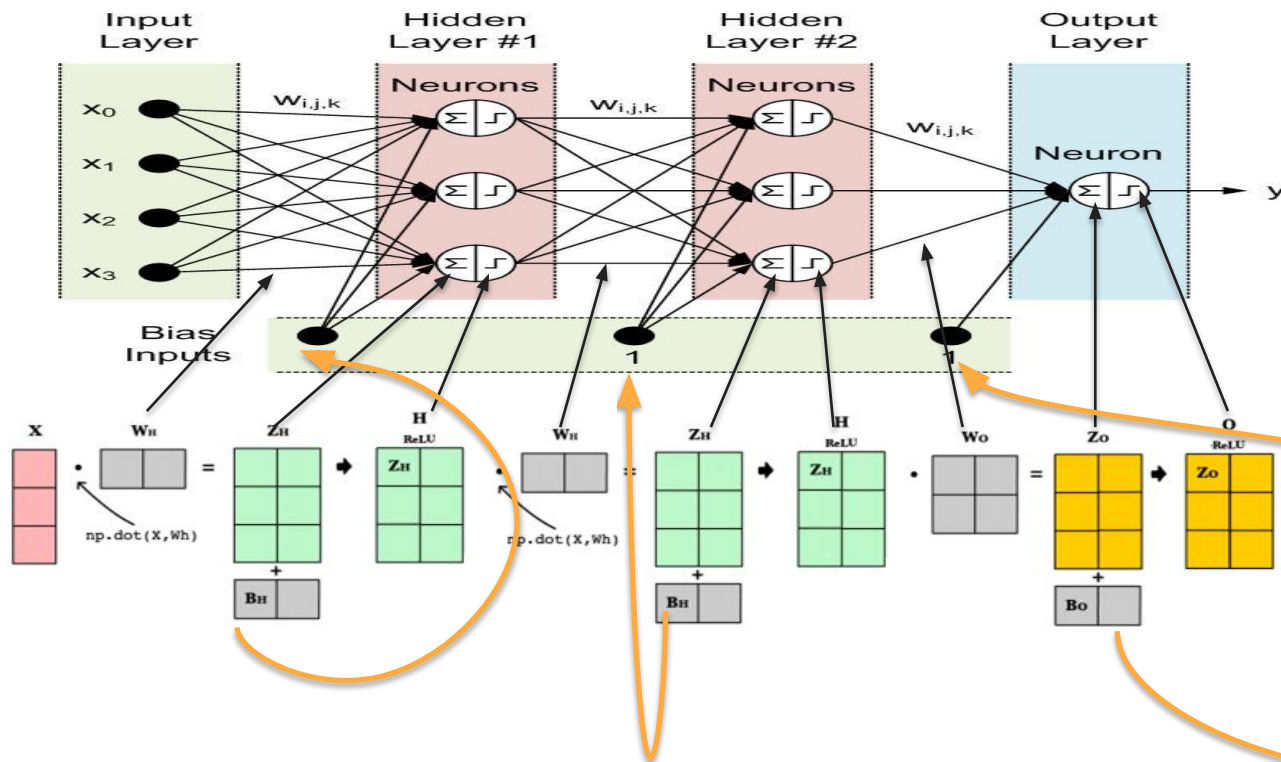 Input
Layer
Hidden
Layer #1
Hidden
Layer #2
Output
Layer
Neurons
Neurons
Neuron
x0
x1
x2
x3
Wi,j,k
Wi,j,k
Wi,j,k
Σ
Σ
Σ
Σ
Σ
Σ
Σ
y
Bias
Inputs
1
1
X
WH
ZH
H
ReLU
WH
ZH
H
ReLU
WO
ZO
O
ReLU
•
=
ZH
•
=
ZH
•
=
ZO
np.dot(X,Wh)
np.dot(X,Wh)
+
+
+
BH
BH
BO